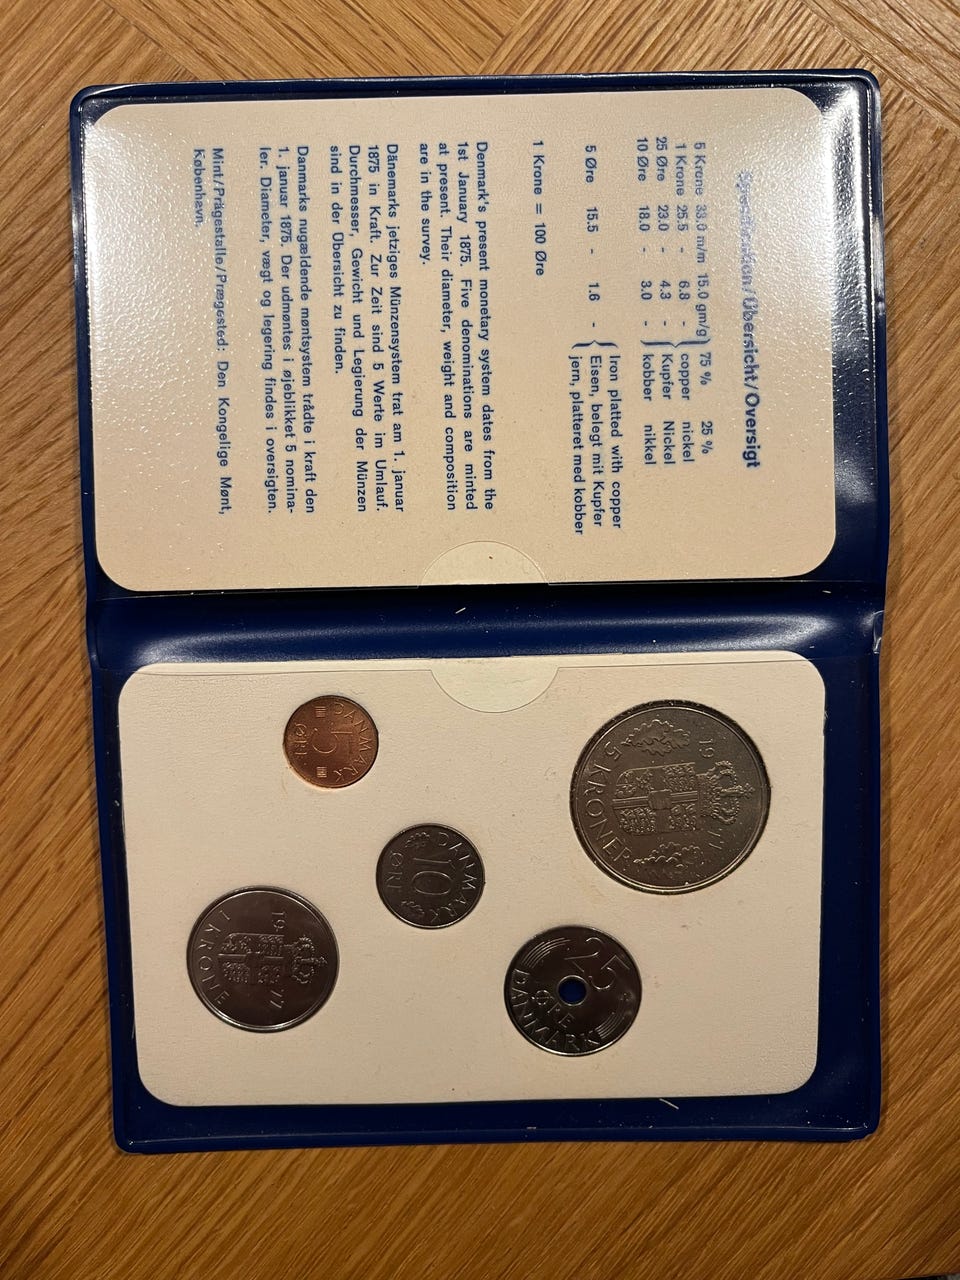 Specification/Übersicht/Oversigt
5 Krone 33.0 m/m 15.0 gm/g } 75 % 25 %
1 Krone 25.5 - 6.8 - copper nickel
25 Øre 23.0 - 4.3 - Kupfer Nickel
10 Øre 18.0 - 3.0 - kobber nikkel
5 Øre 15.5 - 1.6 - { Iron platted with copper
Eisen, belegt mit Kupfer
jern, platteret med kobber
1 Krone = 100 Øre
Denmark's present monetary system dates from the
1st January 1875. Five denominations are minted
at present. Their diameter, weight and composition
are in the survey.
Dänemarks jetziges Münzensystem trat am 1. januar
1875 in Kraft. Zur Zeit sind 5 Werte im Umlauf.
Durchmesser, Gewicht und Legierung der Münzen
sind in der Übersicht zu finden.
Danmarks nugældende møntsystem trådte i kraft den
1. januar 1875. Der udmøntes i øjeblikket 5 nomina-
ler. Diameter, vægt og legering findes i oversigten.
Mint/Prägestalle/Prægested: Den Kongelige Mønt,
København.
19 77
5 KRONER
DANMARK
5
ØRE
DANMARK
10
ØRE
25
ØRE
DANMARK
19 77
1 KRONE